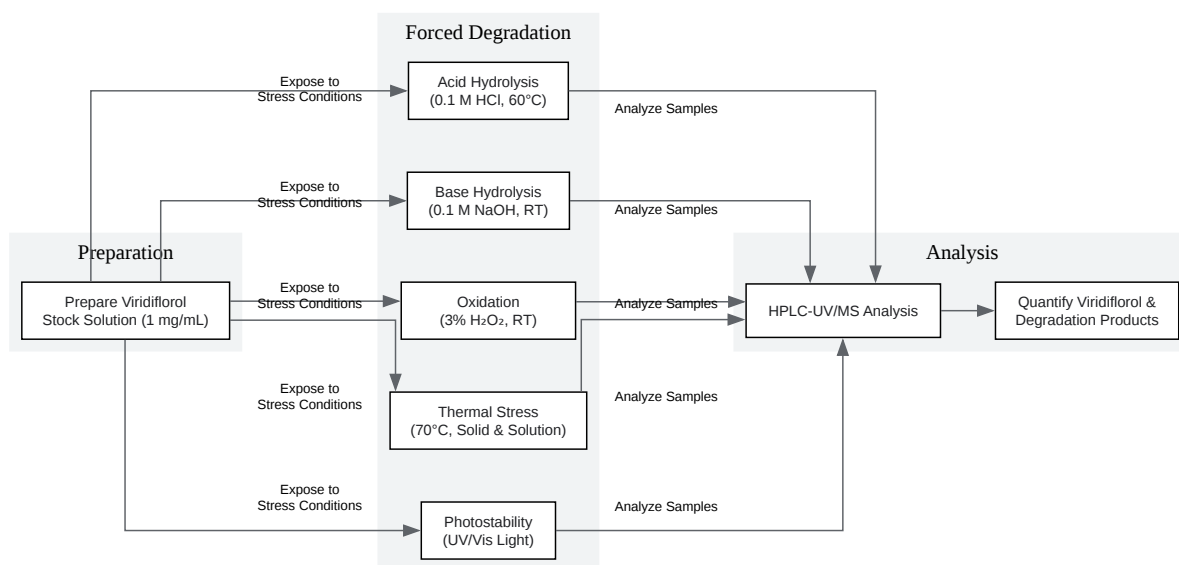 Forced Degradation
Expose to
Stress Conditions
Acid Hydrolysis
(0.1 M HCl, 60°C)
Analyze Samples
Expose to
Stress Conditions
Base Hydrolysis
(0.1 M NaOH, RT)
Analyze Samples
Preparation
Analysis
Prepare Viridiflorol
Stock Solution (1 mg/mL)
Expose to
Stress Conditions
Oxidation
(3% H₂O₂, RT)
Analyze Samples
HPLC-UV/MS Analysis
Quantify Viridiflorol &
Degradation Products
Expose to
Stress Conditions
Thermal Stress
(70°C, Solid & Solution)
Analyze Samples
Expose to
Stress Conditions
Photostability
(UV/Vis Light)
Analyze Samples